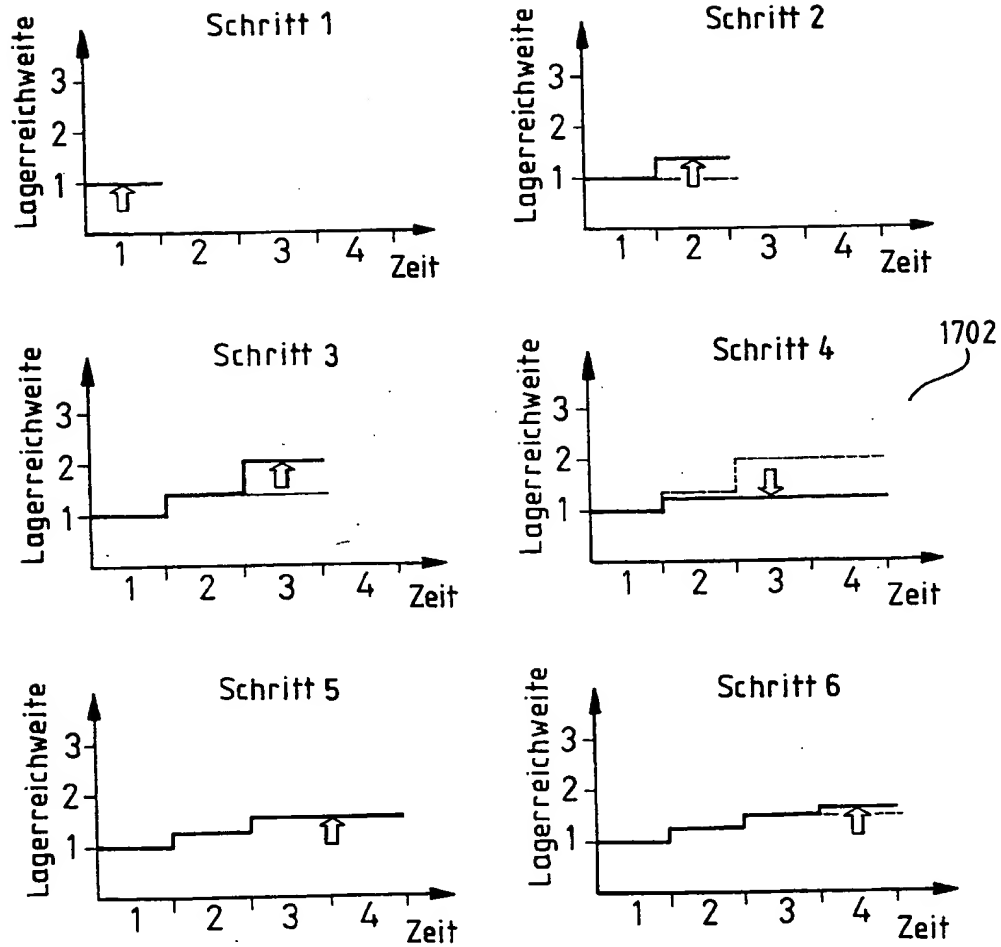 Schritt 1
Lagerreichweite
3
2
1
1 2 3 4 Zeit
Schritt 2
Lagerreichweite
3
2
1
1 2 3 4 Zeit
Schritt 3
Lagerreichweite
3
2
1
1 2 3 4 Zeit
Schritt 4
1702
Lagerreichweite
3
2
1
1 2 3 4 Zeit
Schritt 5
Lagerreichweite
3
2
1
1 2 3 4 Zeit
Schritt 6
Lagerreichweite
3
2
1
1 2 3 4 Zeit